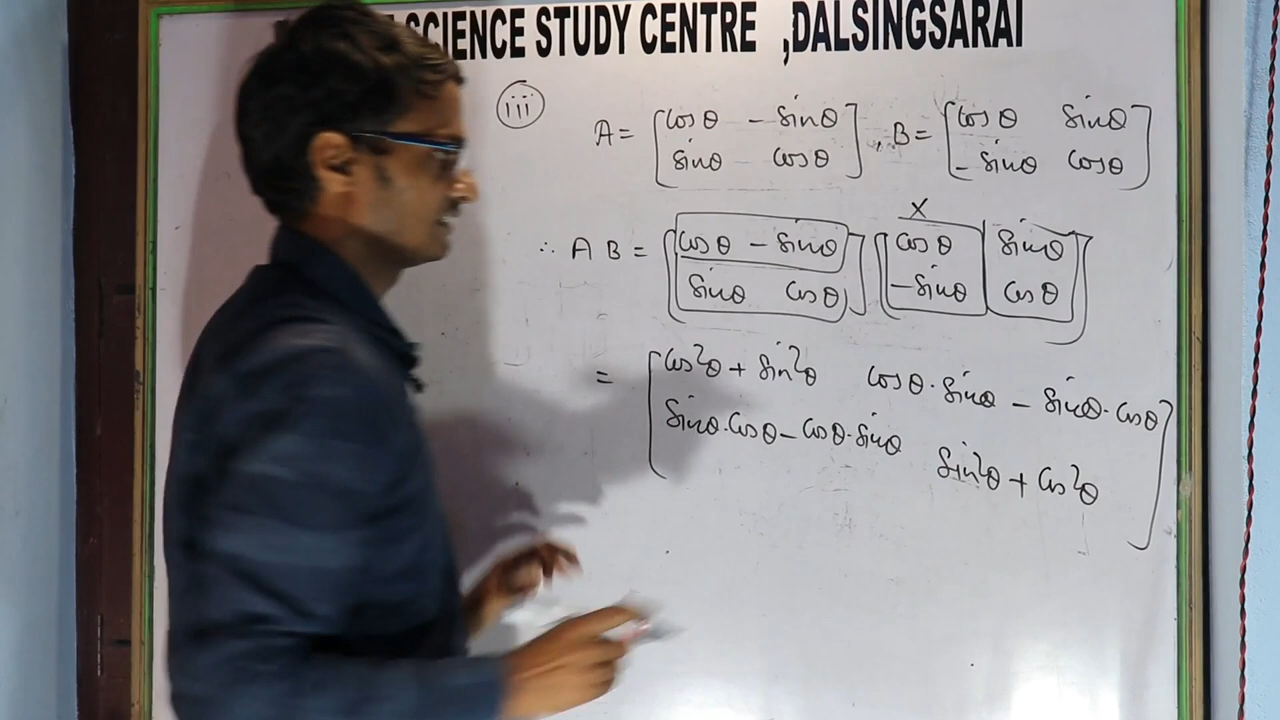 SCIENCE STUDY CENTRE ,DALSINGSARAI
iii
A = [cosθ - sinθ] , B = [cosθ sinθ]
[sinθ cosθ] [- sinθ cosθ]
x
∴ A B = [cosθ - sinθ] [cosθ sinθ]
[sinθ cosθ] [-sinθ cosθ]
= [cos²θ + sin²θ cosθ·sinθ - sinθ·cosθ]
[sinθ·cosθ - cosθ·sinθ sin²θ + cos²θ]